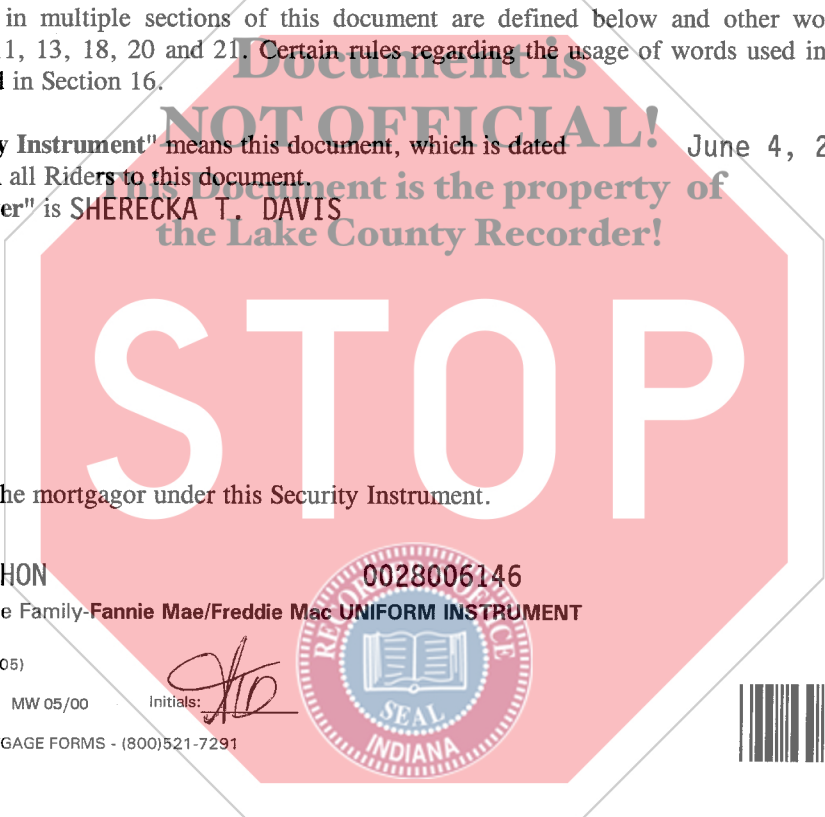 in multiple sections of this document are defined below and other wo
11, 13, 18, 20 and 21. Certain rules regarding the usage of words used in
in Section 16.
Document is
NOT OFFICIAL!
y Instrument" means this document, which is dated June 4, 2
all Riders to this document.
This Document is the property of
er" is SHERECKA T. DAVIS
the Lake County Recorder!
STOP
he mortgagor under this Security Instrument.
HON 0028006146
e Family-Fannie Mae/Freddie Mac UNIFORM INSTRUMENT
05)
MW 05/00 Initials:
GAGE FORMS - (800)521-7291
SEAL
INDIANA